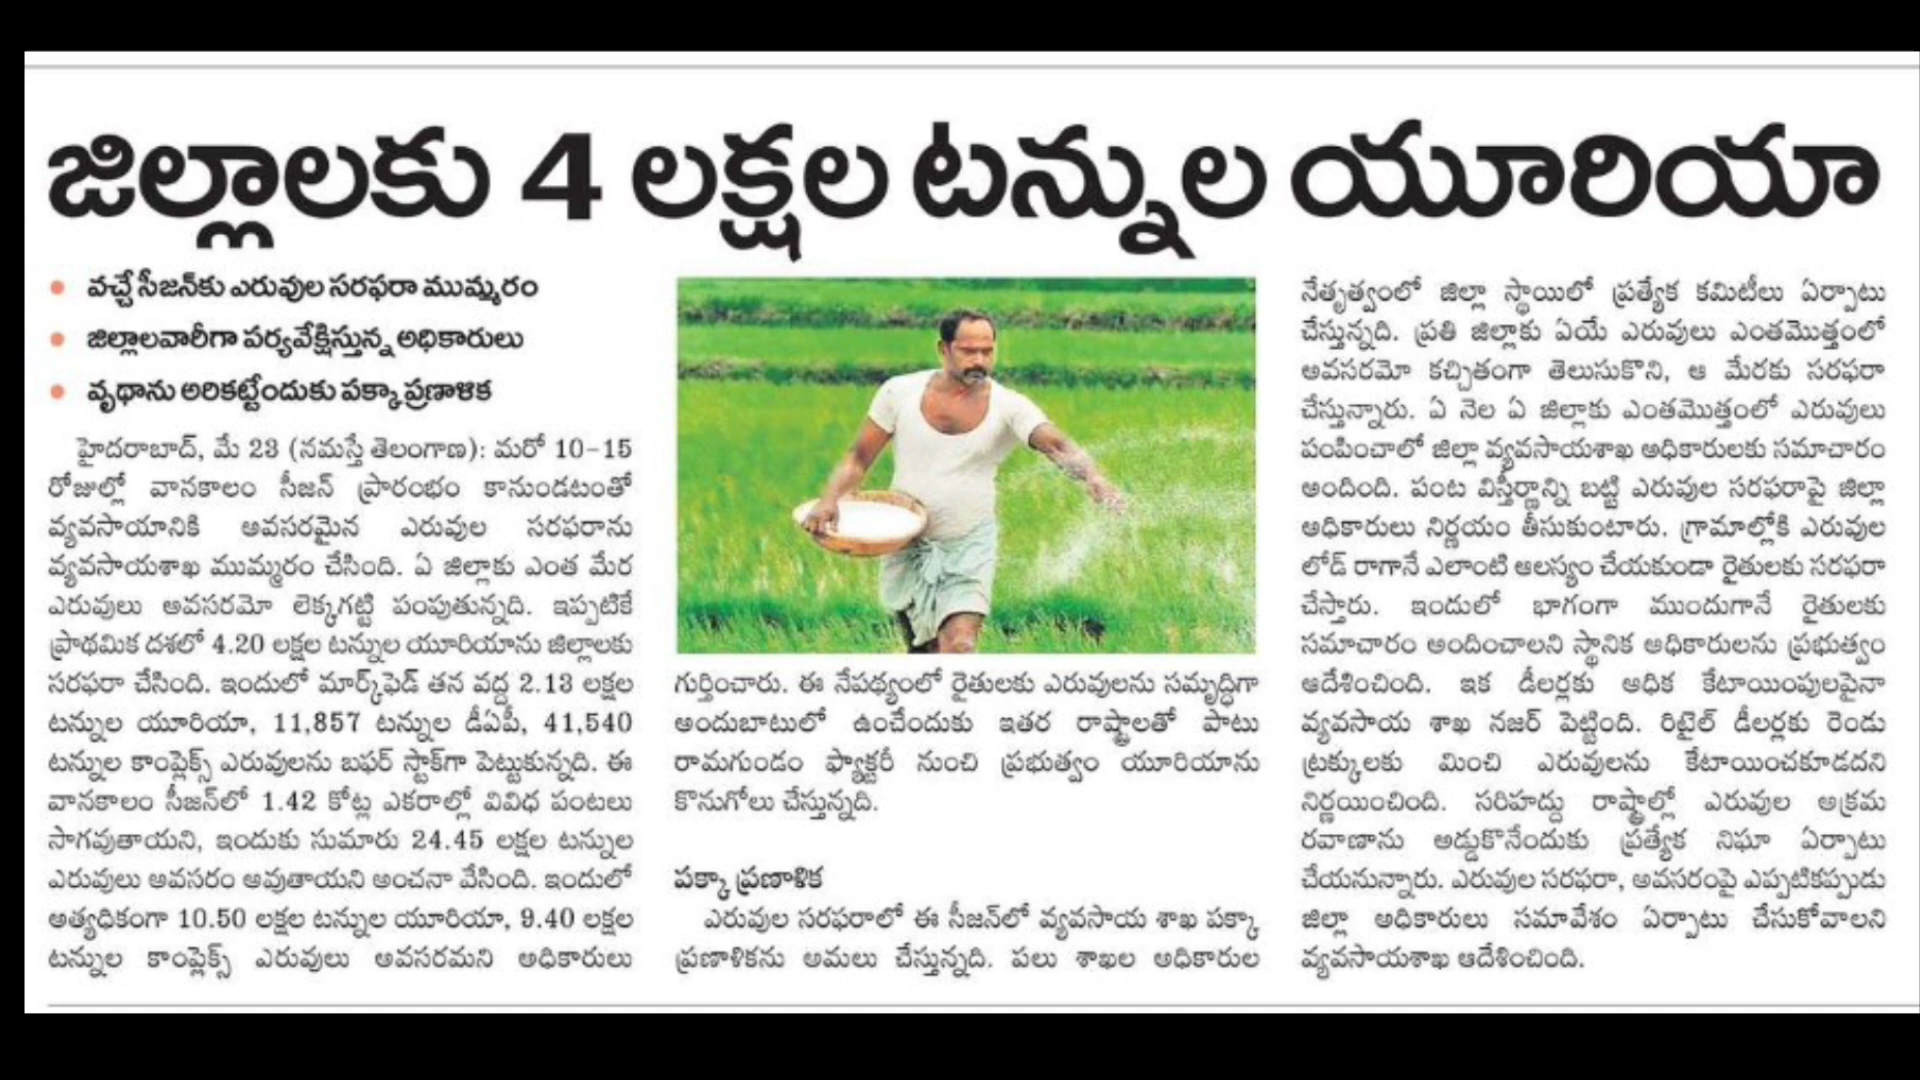 జిల్లాలకు 4 లక్షల టన్నుల యూరియా
• వచ్చే సీజన్‌కు ఎరువుల సరఫరా ముమ్మరం
• జిల్లాలవారీగా పర్యవేక్షిస్తున్న అధికారులు
• వృథాను అరికట్టేందుకు పక్కా ప్రణాళిక
హైదరాబాద్, మే 23 (నమస్తే తెలంగాణ): మరో 10-15
రోజుల్లో వానకాలం సీజన్ ప్రారంభం కానుండటంతో
వ్యవసాయానికి అవసరమైన ఎరువుల సరఫరాను
వ్యవసాయశాఖ ముమ్మరం చేసింది. ఏ జిల్లాకు ఎంత మేర
ఎరువులు అవసరమో లెక్కగట్టి పంపుతున్నది. ఇప్పటికే
ప్రాథమిక దశలో 4.20 లక్షల టన్నుల యూరియాను జిల్లాలకు
సరఫరా చేసింది. ఇందులో మార్క్‌ఫెడ్ తన వద్ద 2.13 లక్షల
టన్నుల యూరియా, 11,857 టన్నుల డీఏపీ, 41,540
టన్నుల కాంప్లెక్స్ ఎరువులను బఫర్ స్టాక్‌గా పెట్టుకున్నది. ఈ
వానకాలం సీజన్‌లో 1.42 కోట్ల ఎకరాల్లో వివిధ పంటలు
సాగవుతాయని, ఇందుకు సుమారు 24.45 లక్షల టన్నుల
ఎరువులు అవసరం అవుతాయని అంచనా వేసింది. ఇందులో
అత్యధికంగా 10.50 లక్షల టన్నుల యూరియా, 9.40 లక్షల
టన్నుల కాంప్లెక్స్ ఎరువులు అవసరమని అధికారులు
గుర్తించారు. ఈ నేపథ్యంలో రైతులకు ఎరువులను సమృద్ధిగా
అందుబాటులో ఉంచేందుకు ఇతర రాష్ట్రాలతో పాటు
రామగుండం ఫ్యాక్టరీ నుంచి ప్రభుత్వం యూరియాను
కొనుగోలు చేస్తున్నది.
పక్కా ప్రణాళిక
ఎరువుల సరఫరాలో ఈ సీజన్‌లో వ్యవసాయ శాఖ పక్కా
ప్రణాళికను అమలు చేస్తున్నది. పలు శాఖల అధికారుల
నేతృత్వంలో జిల్లా స్థాయిలో ప్రత్యేక కమిటీలు ఏర్పాటు
చేస్తున్నది. ప్రతి జిల్లాకు ఏయే ఎరువులు ఎంతమొత్తంలో
అవసరమో కచ్చితంగా తెలుసుకొని, ఆ మేరకు సరఫరా
చేస్తున్నారు. ఏ నెల ఏ జిల్లాకు ఎంతమొత్తంలో ఎరువులు
పంపించాలో జిల్లా వ్యవసాయశాఖ అధికారులకు సమాచారం
అందింది. పంట విస్తీర్ణాన్ని బట్టి ఎరువుల సరఫరాపై జిల్లా
అధికారులు నిర్ణయం తీసుకుంటారు. గ్రామాల్లోకి ఎరువుల
లోడ్ రాగానే ఎలాంటి ఆలస్యం చేయకుండా రైతులకు సరఫరా
చేస్తారు. ఇందులో భాగంగా ముందుగానే రైతులకు
సమాచారం అందించాలని స్థానిక అధికారులను ప్రభుత్వం
ఆదేశించింది. ఇక డీలర్లకు అధిక కేటాయింపులపైనా
వ్యవసాయ శాఖ నజర్ పెట్టింది. రిటైల్ డీలర్లకు రెండు
ట్రక్కులకు మించి ఎరువులను కేటాయించకూడదని
నిర్ణయించింది. సరిహద్దు రాష్ట్రాల్లో ఎరువుల అక్రమ
రవాణాను అడ్డుకొనేందుకు ప్రత్యేక నిఘా ఏర్పాటు
చేయనున్నారు. ఎరువుల సరఫరా, అవసరంపై ఎప్పటికప్పుడు
జిల్లా అధికారులు సమావేశం ఏర్పాటు చేసుకోవాలని
వ్యవసాయశాఖ ఆదేశించింది.